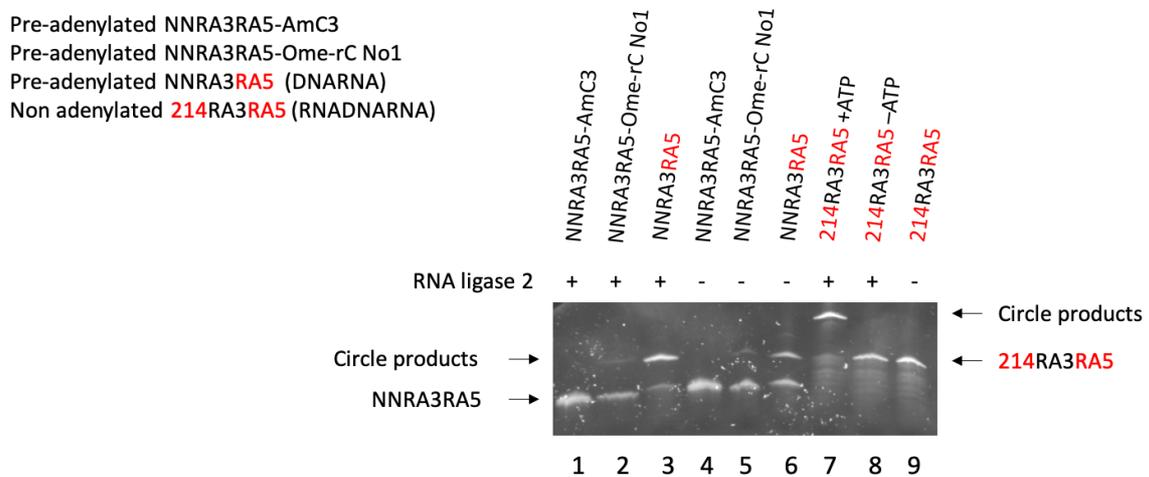 Pre-adenylated NNRA3RA5-AmC3
Pre-adenylated NNRA3RA5-Ome-rC No1
Pre-adenylated NNRA3RA5 (DNARNA)
Non adenylated 214RA3RA5 (RNADNARNA)
NNRA3RA5-AmC3
NNRA3RA5-Ome-rC No1
NNRA3RA5
NNRA3RA5-AmC3
NNRA3RA5-Ome-rC No1
NNRA3RA5
214RA3RA5 +ATP
214RA3RA5 –ATP
214RA3RA5
RNA ligase 2 + + + - - - + + -
Circle products
Circle products
214RA3RA5
NNRA3RA5
1 2 3 4 5 6 7 8 9